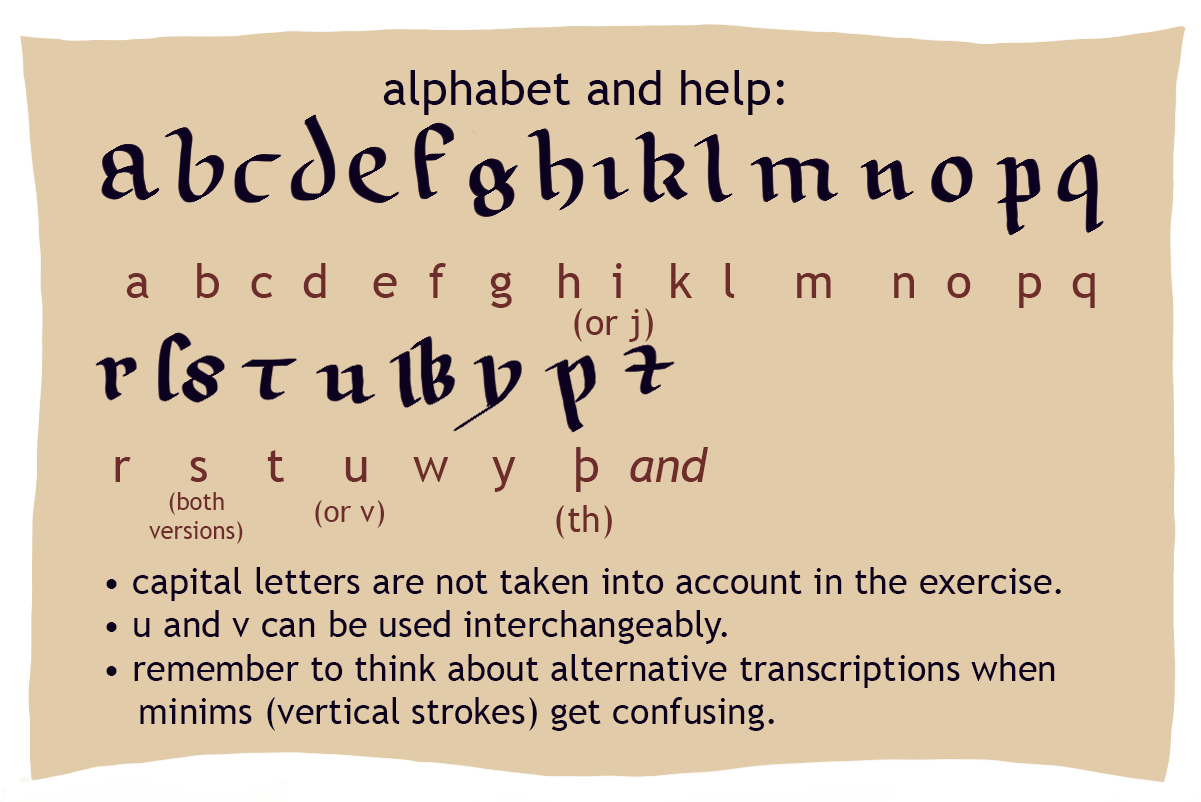 alphabet and help:
a b c d e f g h ı k l m n o p q
a b c d e f g h i k l m n o p q
(or j)
r ſ s t u w y þ ⁊
r s t u w y þ and
(both versions) (or v) (th)
• capital letters are not taken into account in the exercise.
• u and v can be used interchangeably.
• remember to think about alternative transcriptions when
minims (vertical strokes) get confusing.